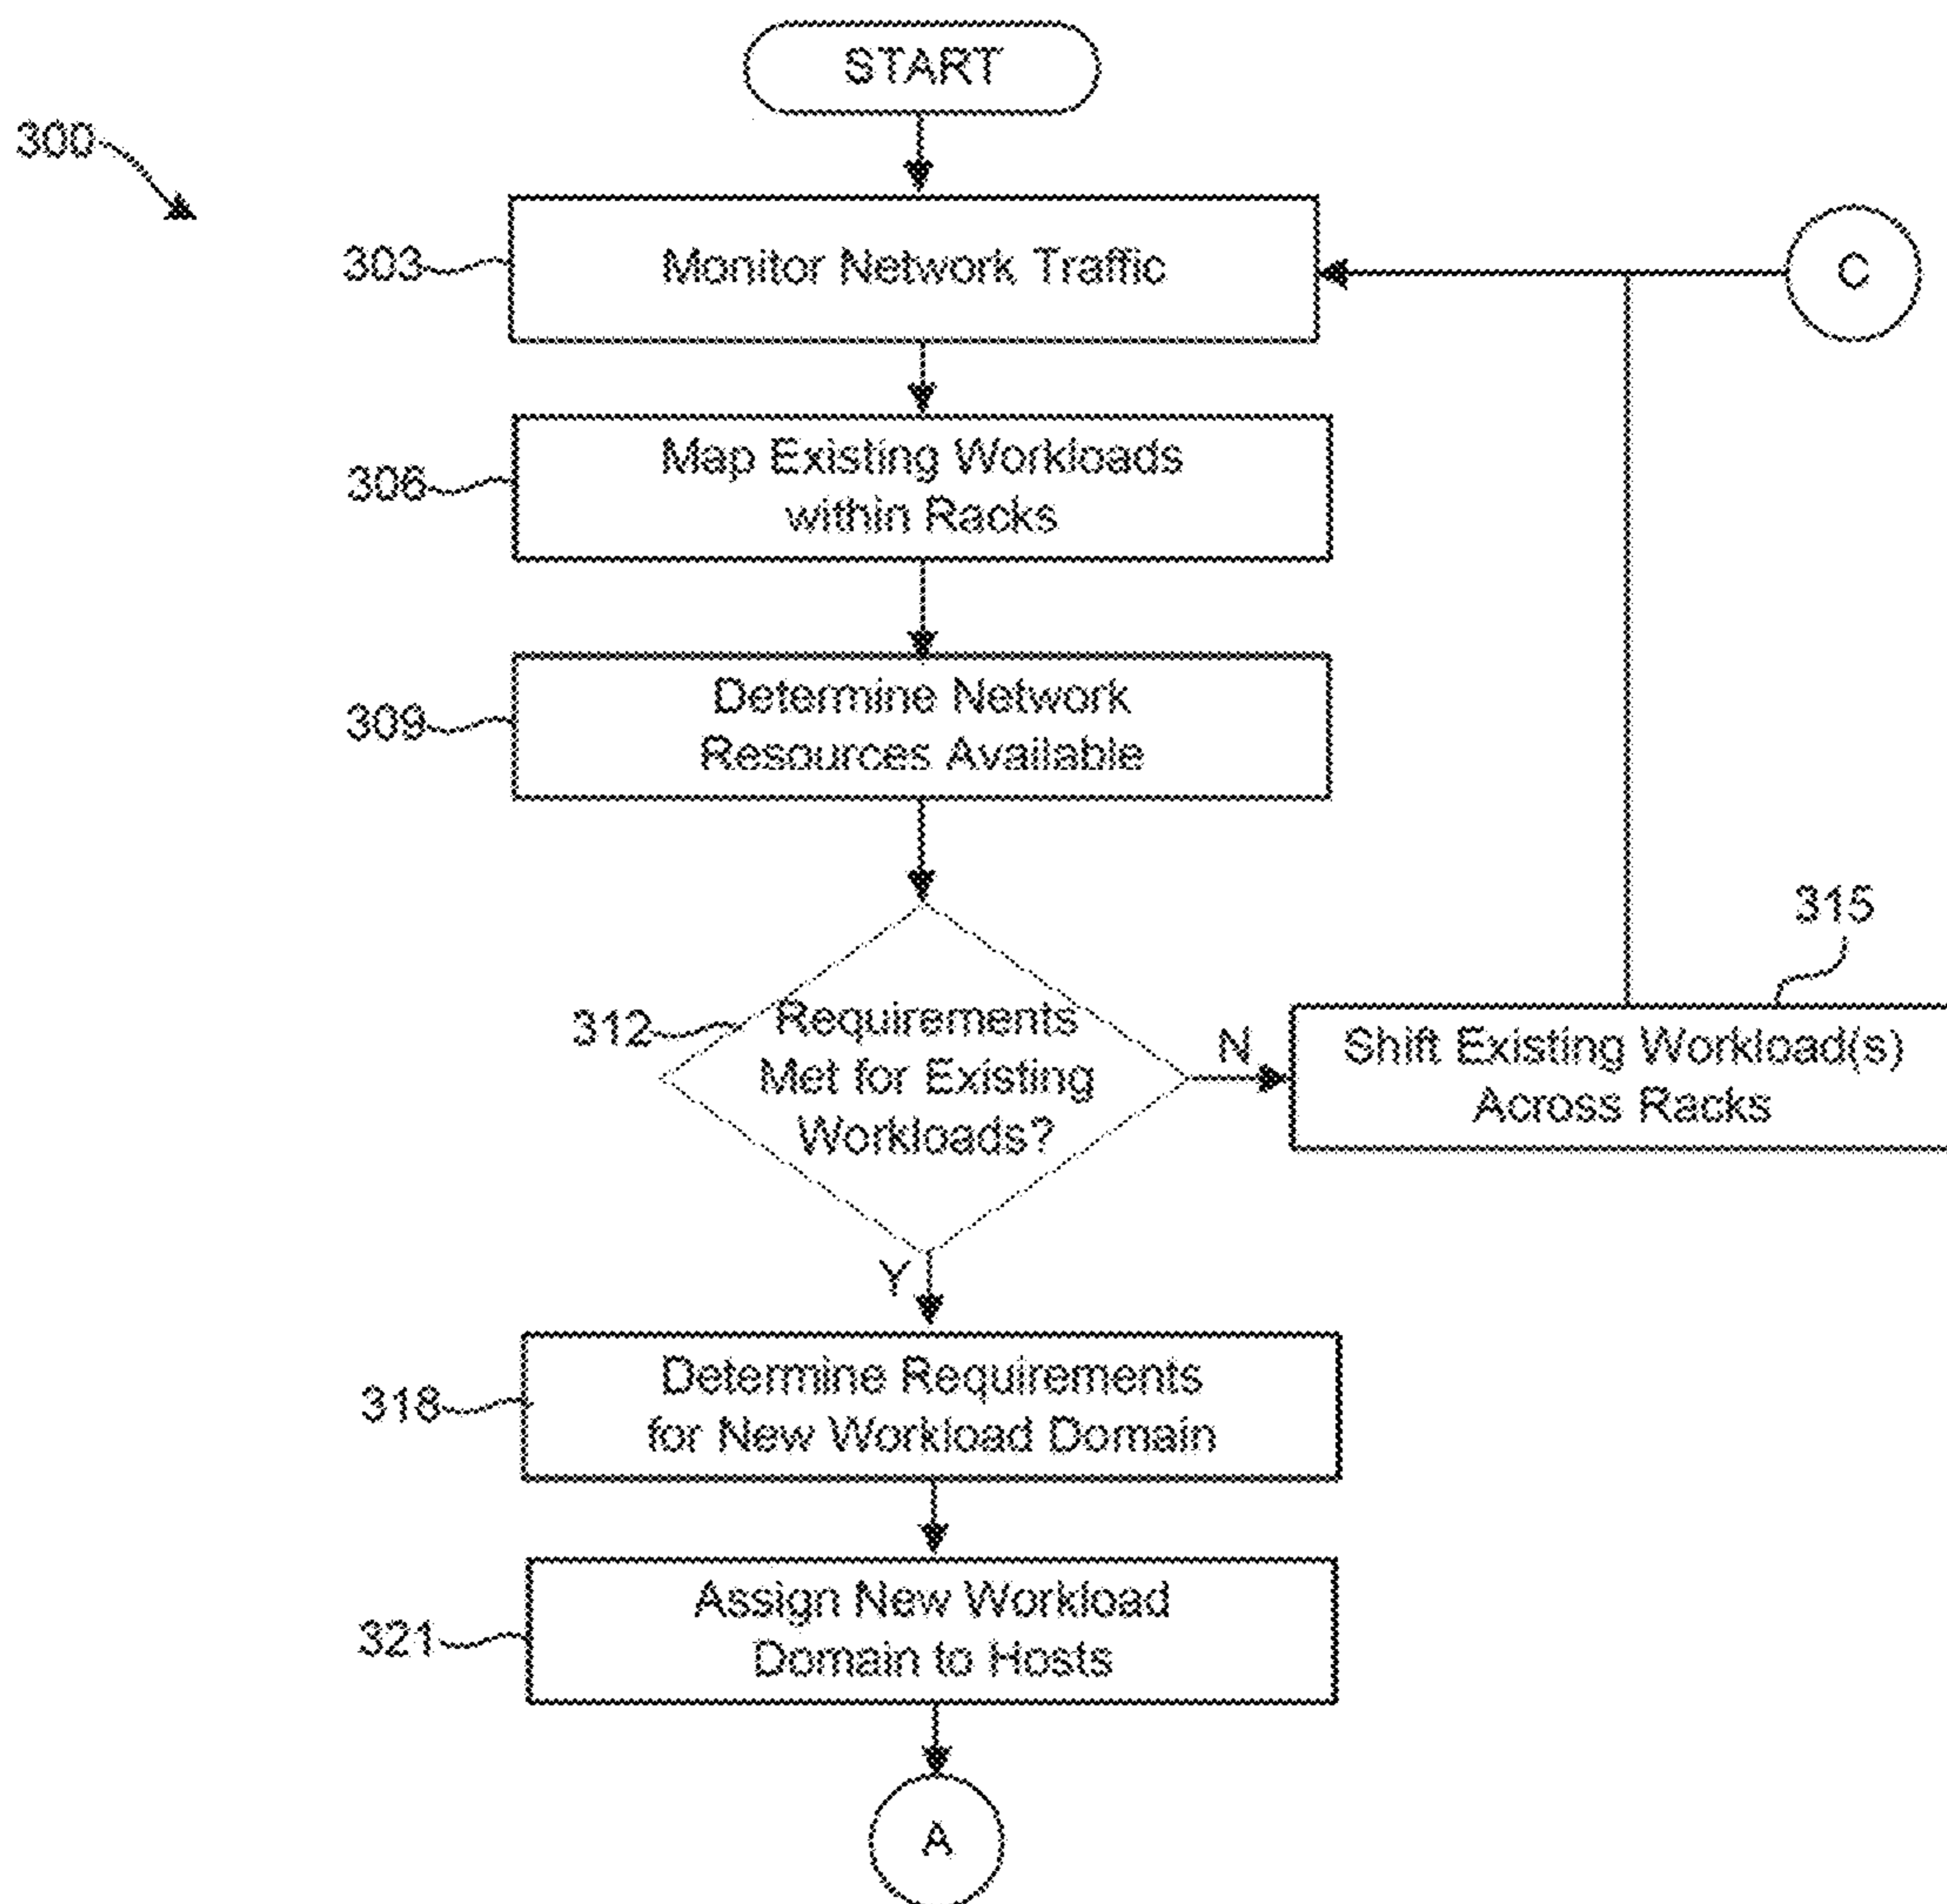 START
300
303
Monitor Network Traffic
C
306
Map Existing Workloads
within Racks
309
Determine Network
Resources Available
315
312
Requirements
Met for Existing
Workloads?
N
Shift Existing Workload(s)
Across Racks
Y
318
Determine Requirements
for New Workload Domain
321
Assign New Workload
Domain to Hosts
A